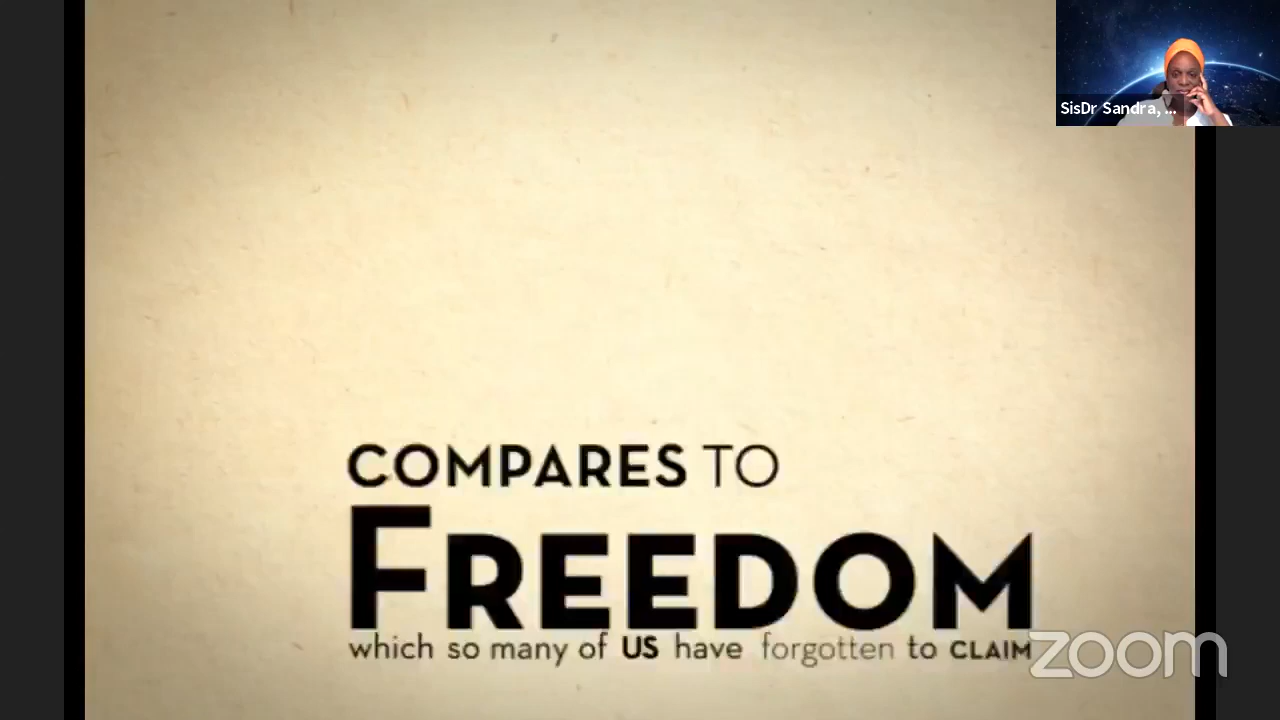 SisDr Sandra, ...
COMPARES TO
FREEDOM
which so many of US have forgotten to CLAIM
zoom